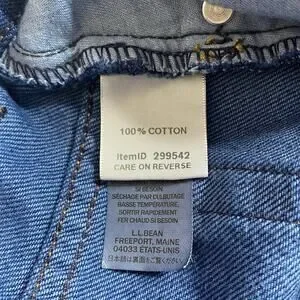 100% COTTON
ItemID 299542
CARE ON REVERSE
SI BESOIN
SÉCHAGE PAR CULBUTAGE
BASSE TEMPÉRATURE,
SORTIR RAPIDEMENT
FER CHAUD SI BESOIN
L.L.BEAN
FREEPORT, MAINE
04033 ÉTATS-UNIS
日本語は裏面をご覧ください